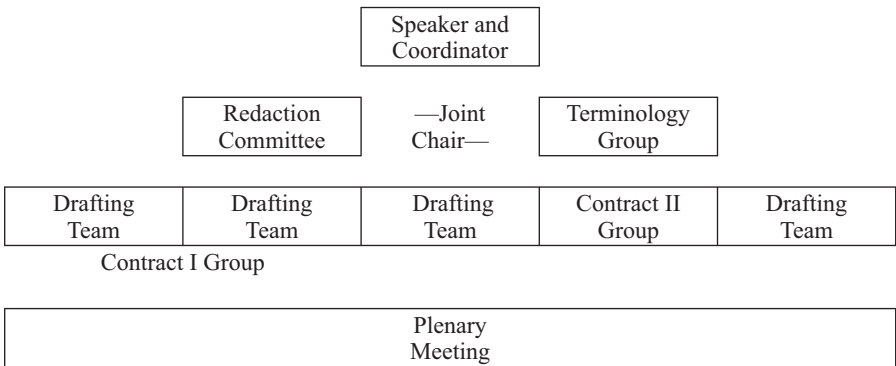 Speaker and
Coordinator
Redaction
Committee
—Joint
Chair—
Terminology
Group
Drafting
Team
Drafting
Team
Drafting
Team
Contract II
Group
Drafting
Team
Contract I Group
Plenary
Meeting